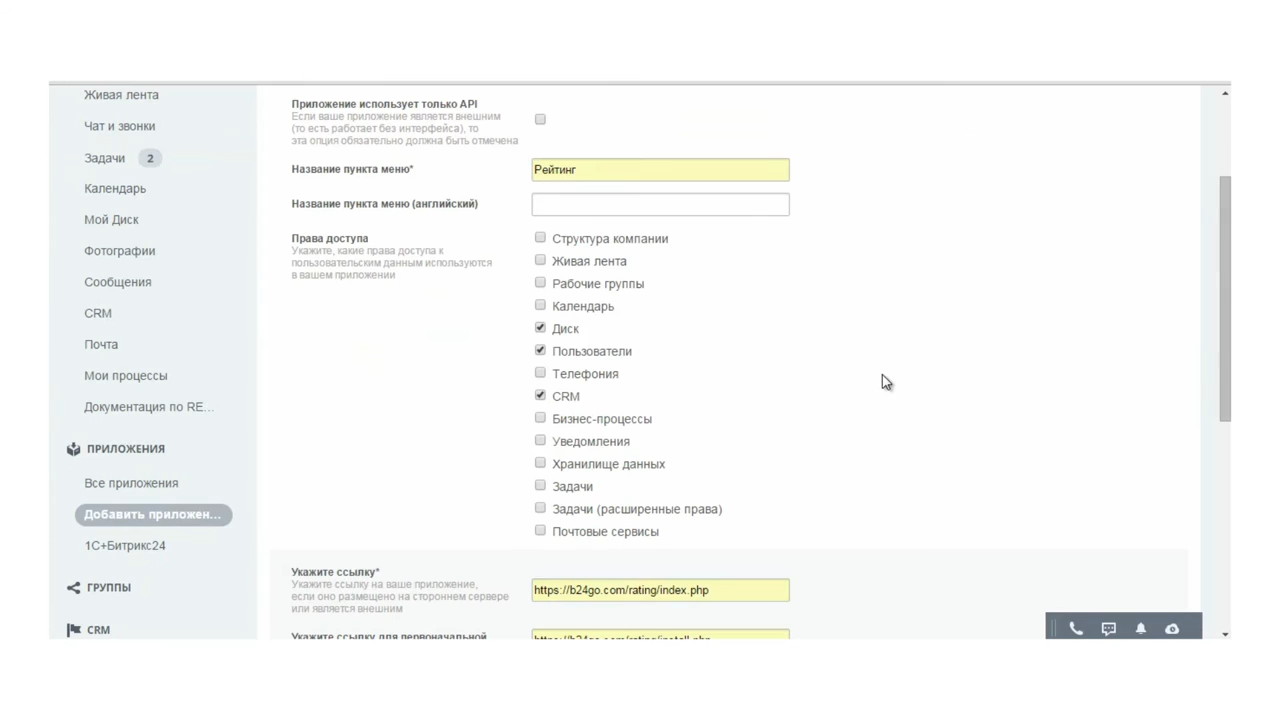 Живая лента
Чат и звонки
Задачи 2
Календарь
Мой Диск
Фотографии
Сообщения
CRM
Почта
Мои процессы
Документация по RE...
ПРИЛОЖЕНИЯ
Все приложения
Добавить приложен...
1С+Битрикс24
ГРУППЫ
CRM
Приложение использует только API
Если ваше приложение является внешним
(то есть работает без интерфейса), то
эта опция обязательно должна быть отмечена
Название пункта меню*
Рейтинг
Название пункта меню (английский)
Права доступа
Укажите, какие права доступа к
пользовательским данным используются
в вашем приложении
Структура компании
Живая лента
Рабочие группы
Календарь
Диск
Пользователи
Телефония
CRM
Бизнес-процессы
Уведомления
Хранилище данных
Задачи
Задачи (расширенные права)
Почтовые сервисы
Укажите ссылку*
Укажите ссылку на ваше приложение,
если оно размещено на стороннем сервере
или является внешним
https://b24go.com/rating/index.php
Укажите ссылку для первоначальной
https://b24go.com/rating/install.php